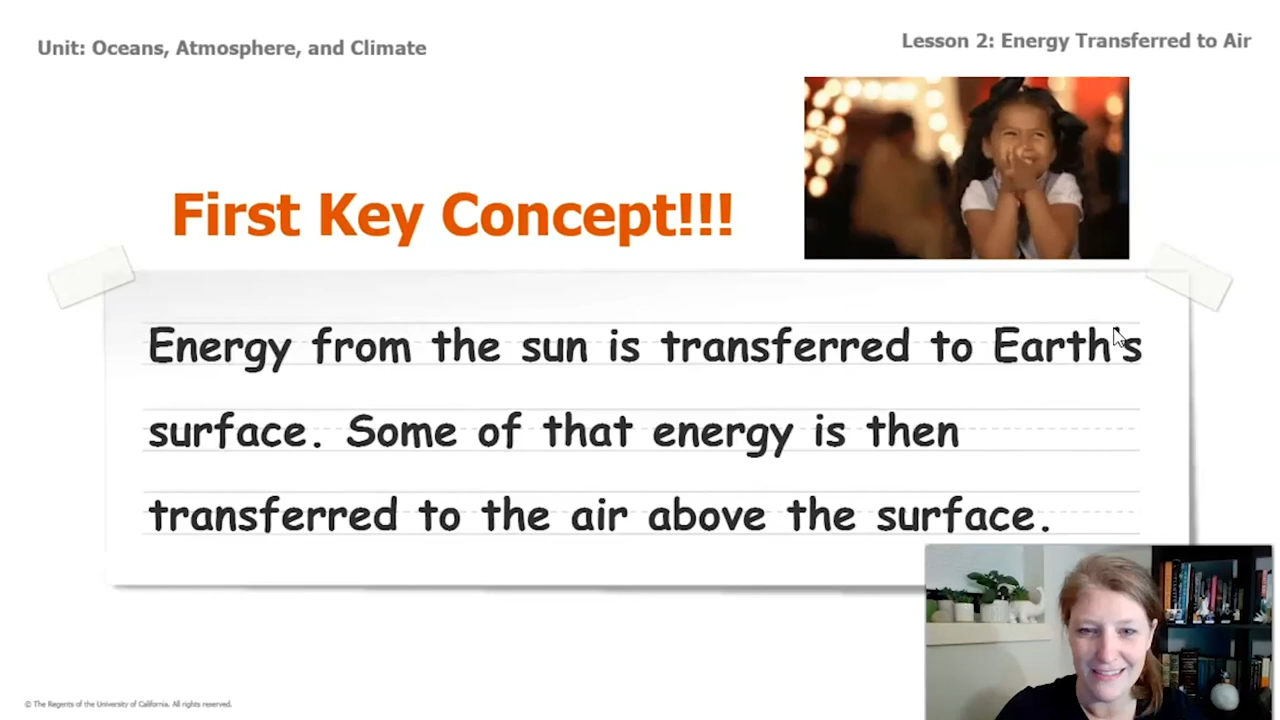 Unit: Oceans, Atmosphere, and Climate
Lesson 2: Energy Transferred to Air
First Key Concept!!!
Energy from the sun is transferred to Earth's
surface. Some of that energy is then
transferred to the air above the surface.
© The Regents of the University of California. All rights reserved.